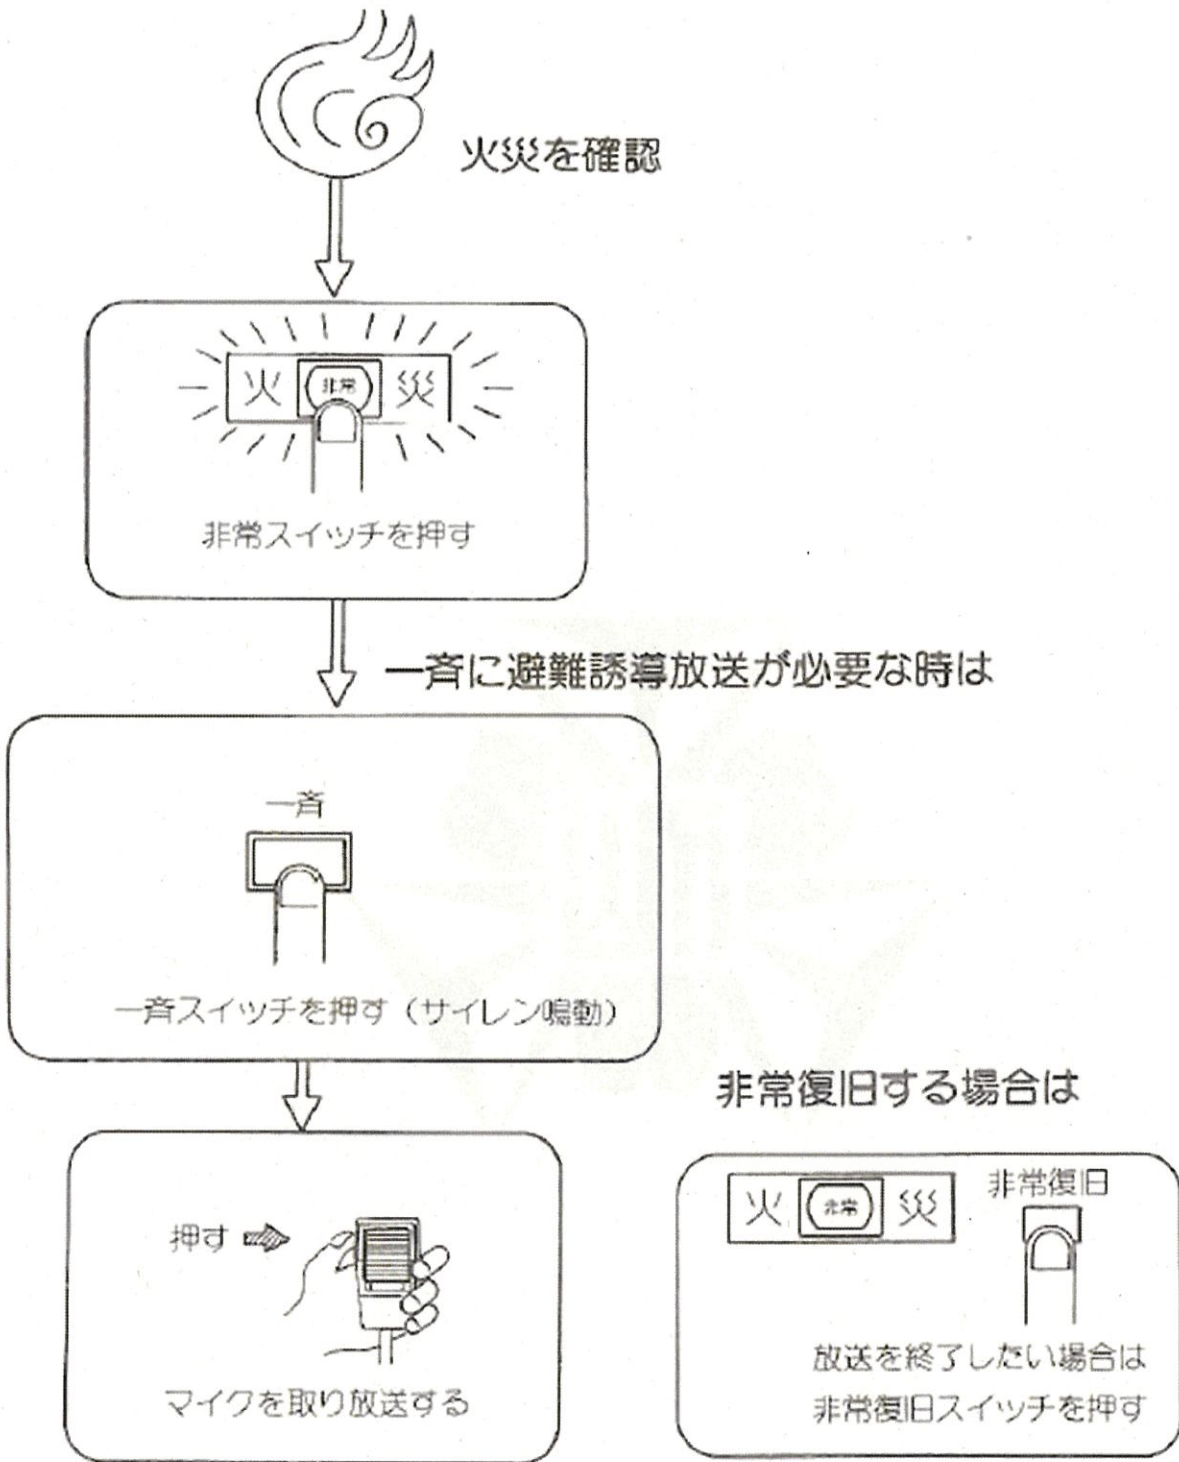 火災を確認
火 非常 災
非常スイッチを押す
一斉に避難誘導放送が必要な時は
一斉
一斉スイッチを押す（サイレン鳴動）
押す
マイクを取り放送する
非常復旧する場合は
火 非常 災
非常復旧
放送を終了したい場合は
非常復旧スイッチを押す